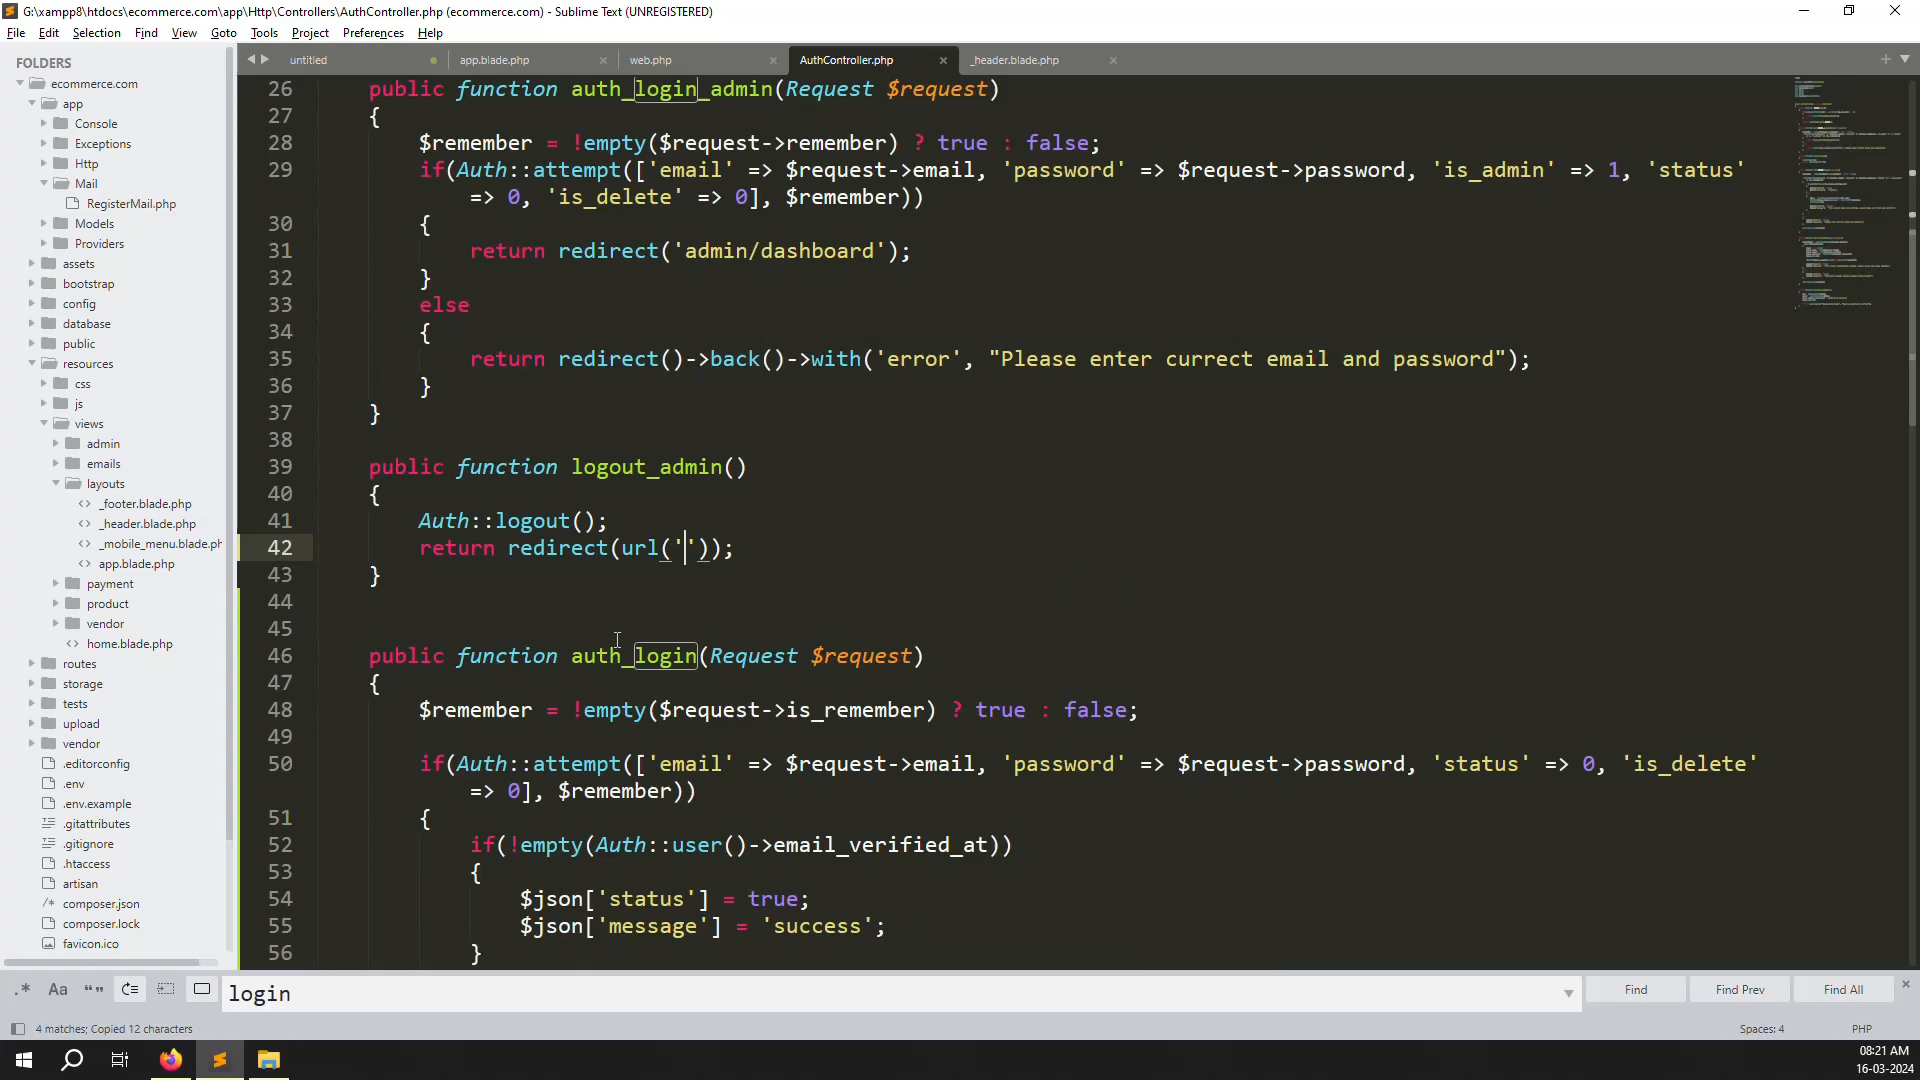 G:\xampp8\htdocs\ecommerce.com\app\Http\Controllers\AuthController.php (ecommerce.com) - Sublime Text (UNREGISTERED)
File Edit Selection Find View Goto Tools Project Preferences Help
FOLDERS
ecommerce.com
app
Console
Exceptions
Http
Mail
RegisterMail.php
Models
Providers
assets
bootstrap
config
database
public
resources
css
js
views
admin
emails
layouts
_footer.blade.php
_header.blade.php
_mobile_menu.blade.ph
app.blade.php
payment
product
vendor
home.blade.php
routes
storage
tests
upload
vendor
.editorconfig
.env
.env.example
.gitattributes
.gitignore
.htaccess
artisan
composer.json
composer.lock
favicon.ico
untitled app.blade.php web.php AuthController.php _header.blade.php
26 public function auth_login_admin(Request $request)
27 {
28 $remember = !empty($request->remember) ? true : false;
29 if(Auth::attempt(['email' => $request->email, 'password' => $request->password, 'is_admin' => 1, 'status'
=> 0, 'is_delete' => 0], $remember))
30 {
31 return redirect('admin/dashboard');
32 }
33 else
34 {
35 return redirect()->back()->with('error', "Please enter currect email and password");
36 }
37 }
38
39 public function logout_admin()
40 {
41 Auth::logout();
42 return redirect(url(''));
43 }
44
45
46 public function auth_login(Request $request)
47 {
48 $remember = !empty($request->is_remember) ? true : false;
49
50 if(Auth::attempt(['email' => $request->email, 'password' => $request->password, 'status' => 0, 'is_delete'
=> 0], $remember))
51 {
52 if(!empty(Auth::user()->email_verified_at))
53 {
54 $json['status'] = true;
55 $json['message'] = 'success';
56 }
.* Aa “” login Find Find Prev Find All
4 matches; Copied 12 characters Spaces: 4 PHP
08:21 AM
16-03-2024